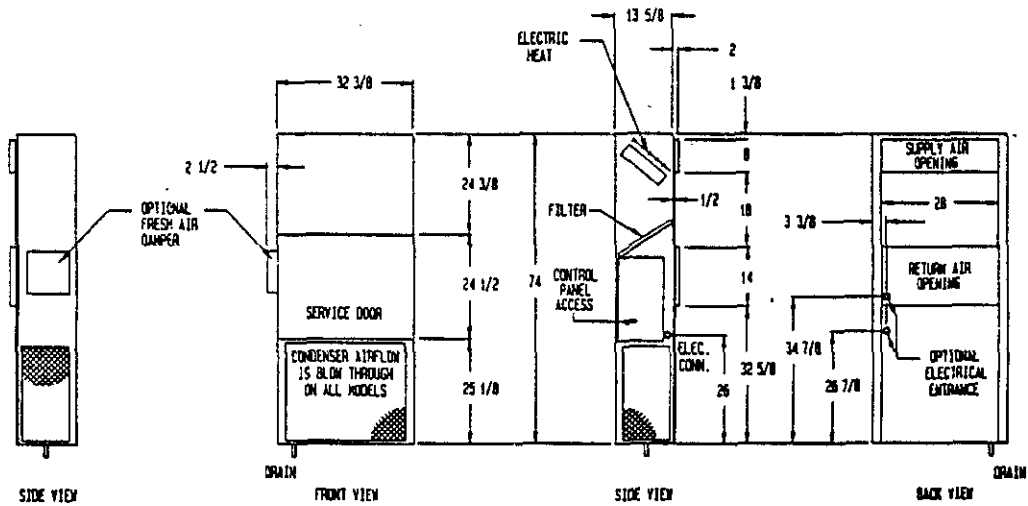 13 5/8
ELECTRIC
HEAT
2
1 3/8
32 3/8
2 1/2
24 3/8
8
SUPPLY AIR
OPENING
OPTIONAL
FRESH AIR
DAMPER
FILTER
1/2
18
28
3 3/8
24 1/2
74
CONTROL
PANEL
ACCESS
14
RETURN AIR
OPENING
SERVICE DOOR
34 7/8
CONDENSER AIRFLOW
IS BLOW THROUGH
ON ALL MODELS
25 1/8
ELEC.
CONN.
26
32 5/8
26 7/8
OPTIONAL
ELECTRICAL
ENTRANCE
DRAIN
DRAIN
SIDE VIEW
FRONT VIEW
SIDE VIEW
BACK VIEW